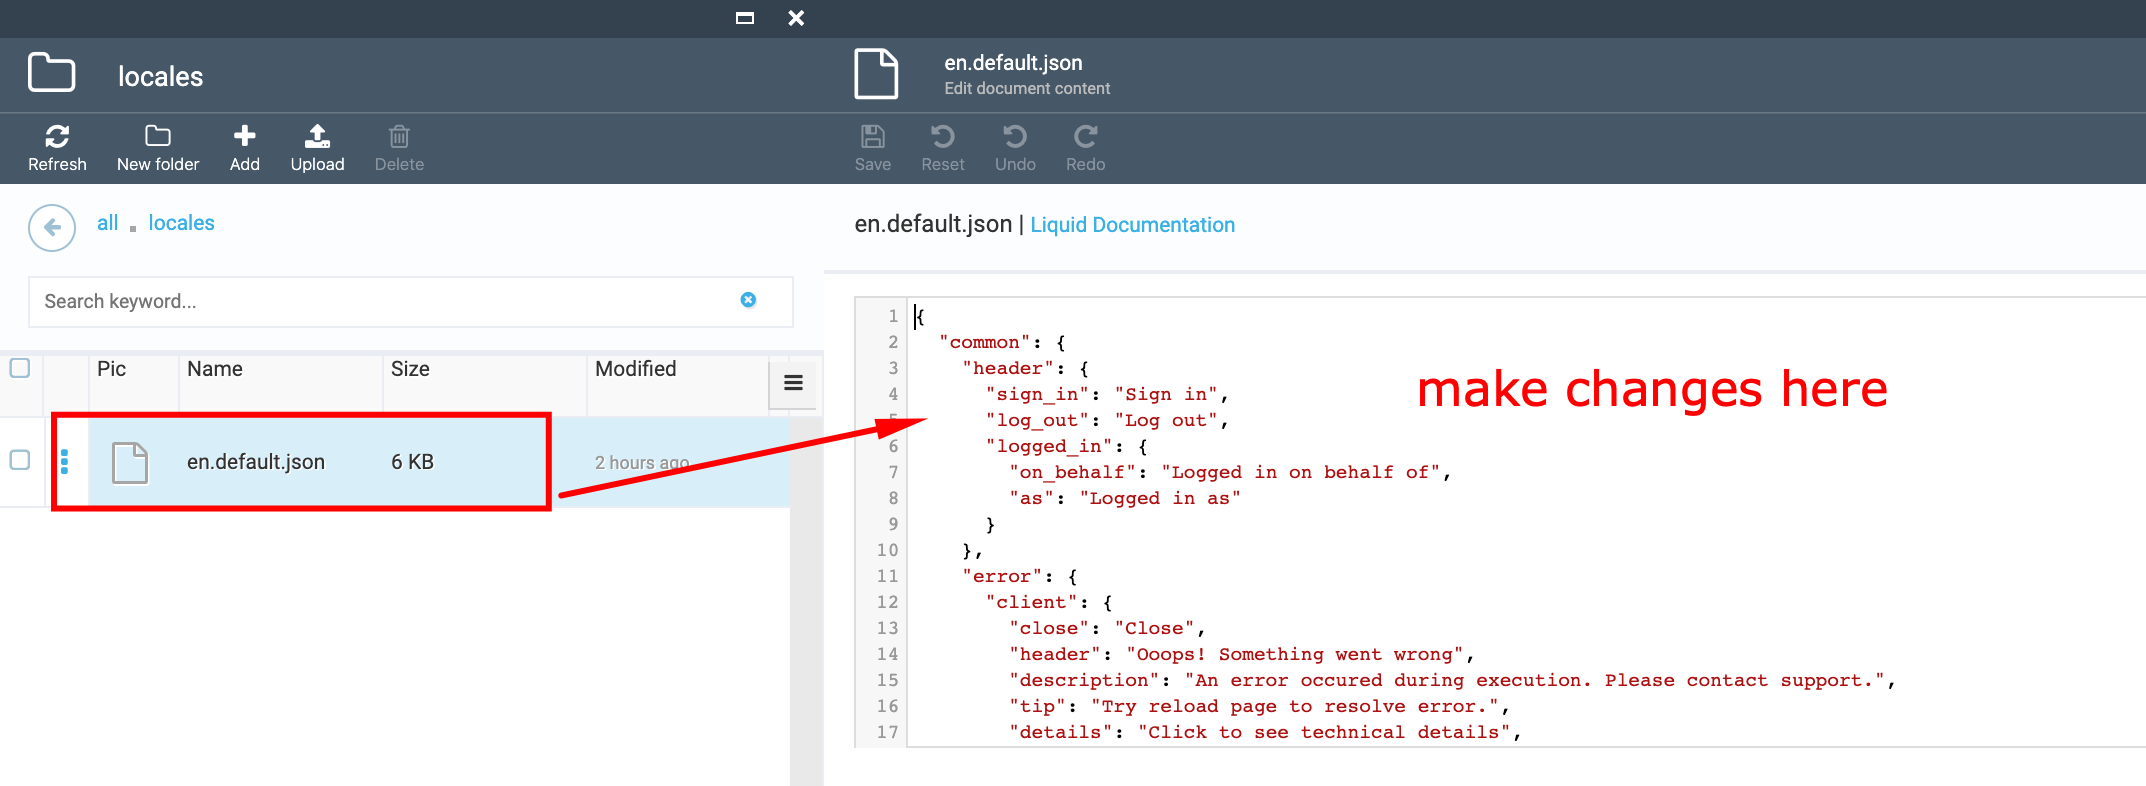 locales
Refresh New folder Add Upload Delete
all . locales
Search keyword...
Pic Name Size Modified
en.default.json 6 KB 2 hours ago
en.default.json
Edit document content
Save Reset Undo Redo
en.default.json | Liquid Documentation
1 {
2 "common": {
3 "header": {
4 "sign_in": "Sign in",
5 "log_out": "Log out",
6 "logged_in": {
7 "on_behalf": "Logged in on behalf of",
8 "as": "Logged in as"
9 }
10 },
11 "error": {
12 "client": {
13 "close": "Close",
14 "header": "Ooops! Something went wrong",
15 "description": "An error occured during execution. Please contact support.",
16 "tip": "Try reload page to resolve error.",
17 "details": "Click to see technical details",
make changes here